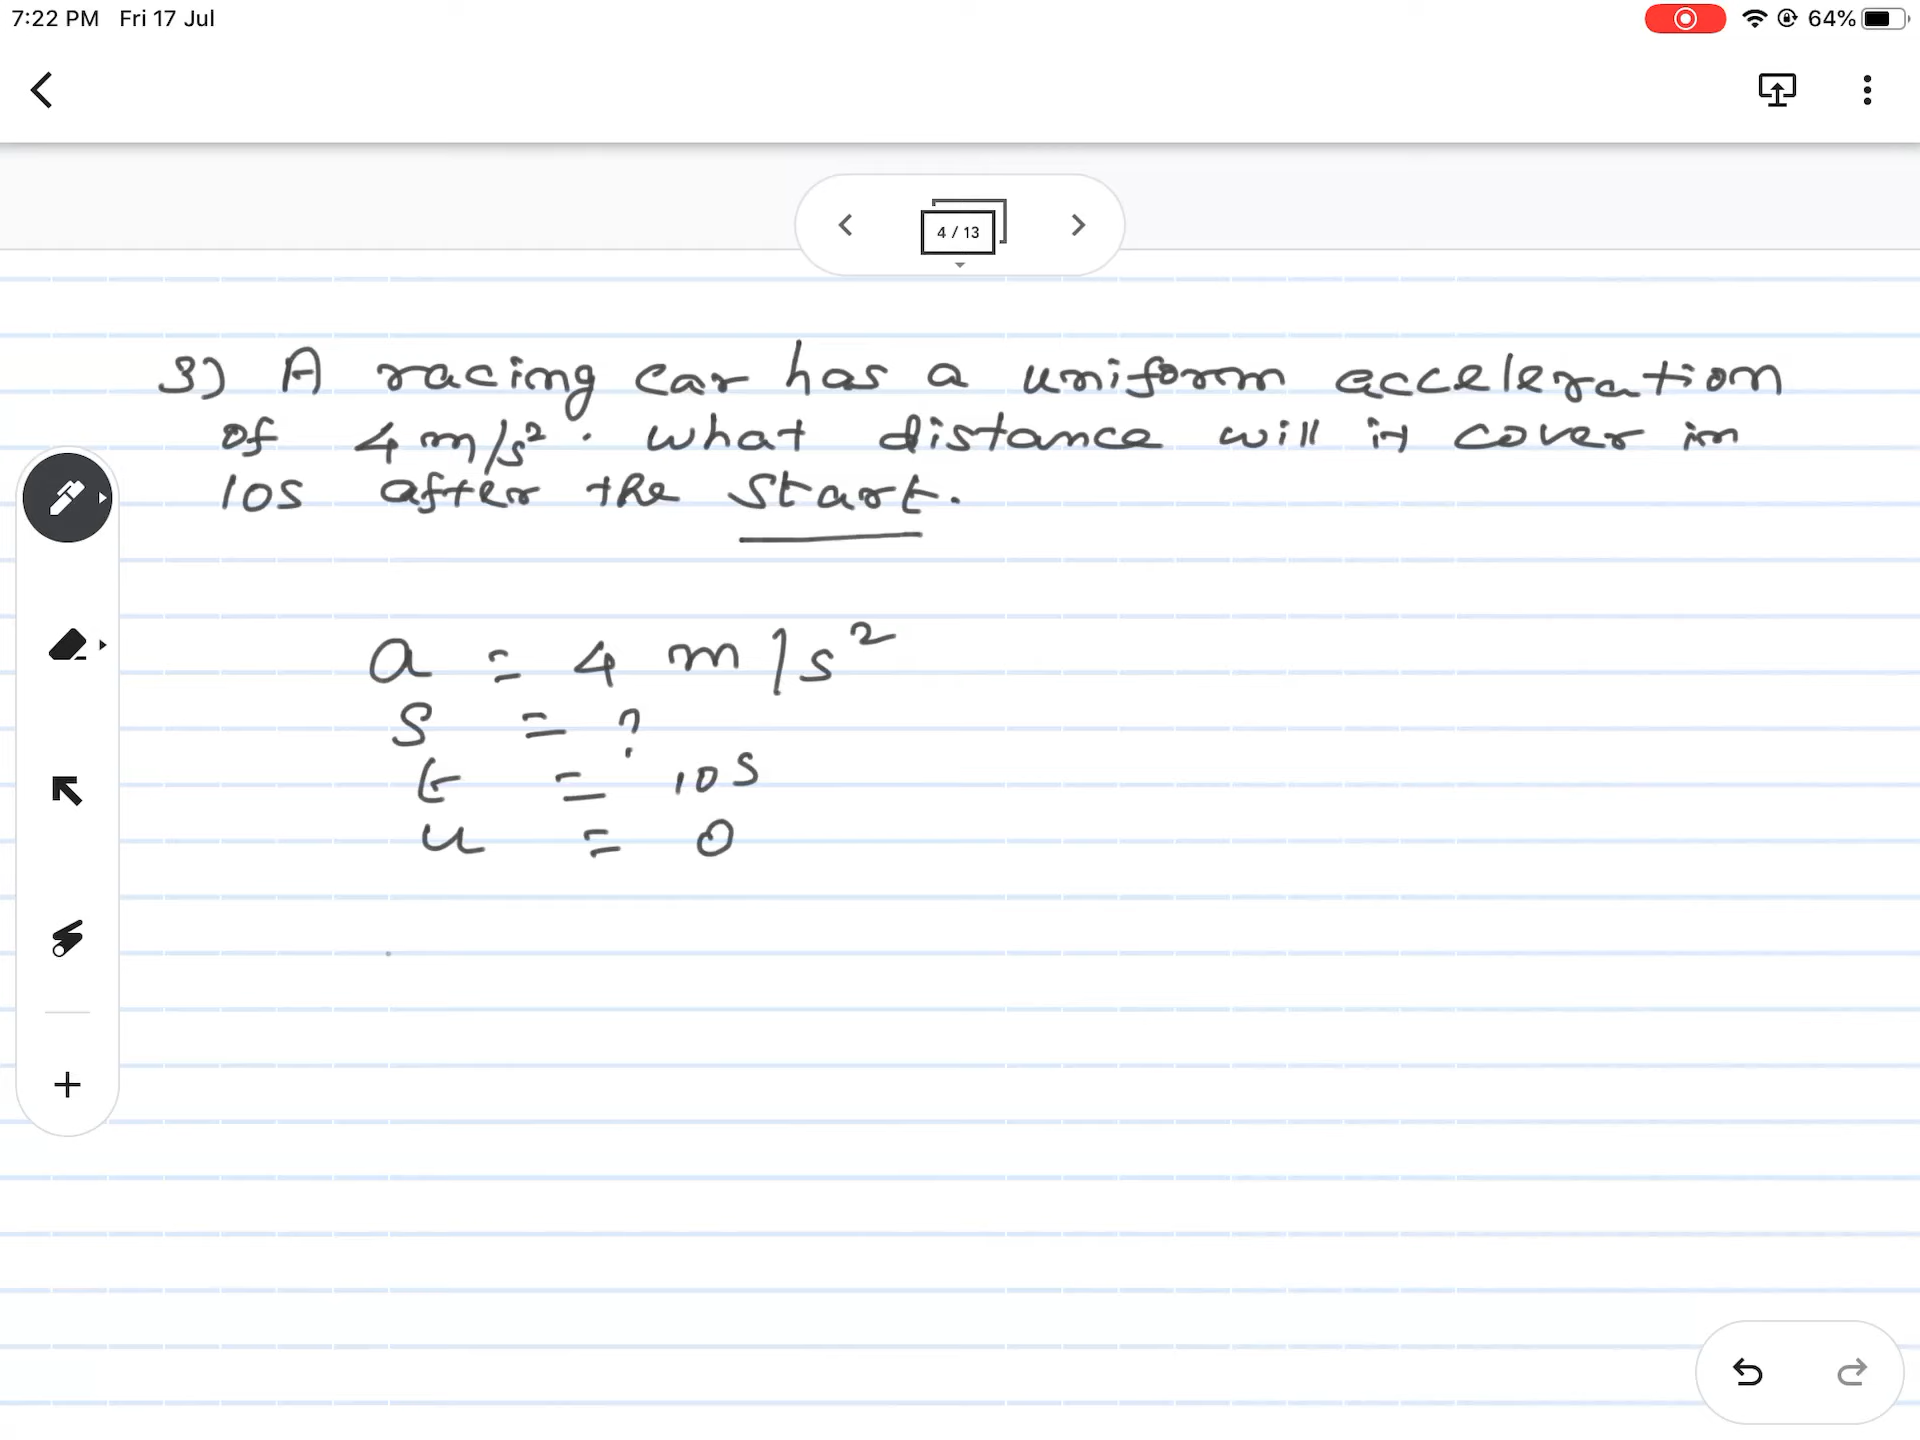 7:22 PM Fri 17 Jul
64%
4 / 13
3) A racing car has a uniform acceleration
of 4 m/s². what distance will it cover in
10s after the start.
a = 4 m/s²
s = ?
t = 10s
u = 0